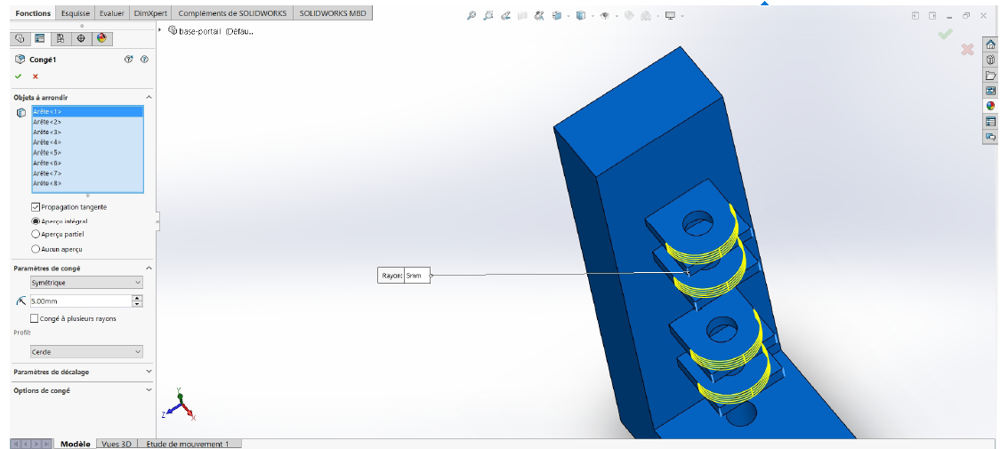 Fonctions Esquisse Evaluer DimXpert Compléments de SOLIDWORKS SOLIDWORKS MBD
base-portail (Défau...
Congé1
Objets à arrondir
Arête<1>
Arête<2>
Arête<3>
Arête<4>
Arête<5>
Arête<6>
Arête<7>
Arête<8>
Propagation tangente
Aperçu intégral
Aperçu partiel
Aucun aperçu
Paramètres de congé
Symétrique
5.00mm
Congé à plusieurs rayons
Profil:
Cercle
Paramètres de décalage
Options de congé
Rayon: 5mm
Y
Z
X
Modèle Vues 3D Etude de mouvement 1